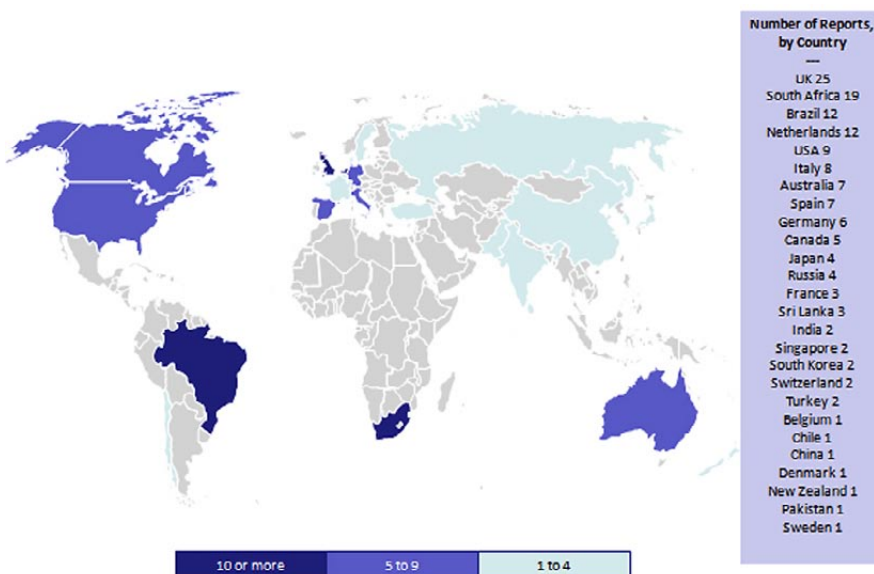 Number of Reports,
by Country
---
UK 25
South Africa 19
Brazil 12
Netherlands 12
USA 9
Italy 8
Australia 7
Spain 7
Germany 6
Canada 5
Japan 4
Russia 4
France 3
Sri Lanka 3
India 2
Singapore 2
South Korea 2
Switzerland 2
Turkey 2
Belgium 1
Chile 1
China 1
Denmark 1
New Zealand 1
Pakistan 1
Sweden 1
10 or more
5 to 9
1 to 4